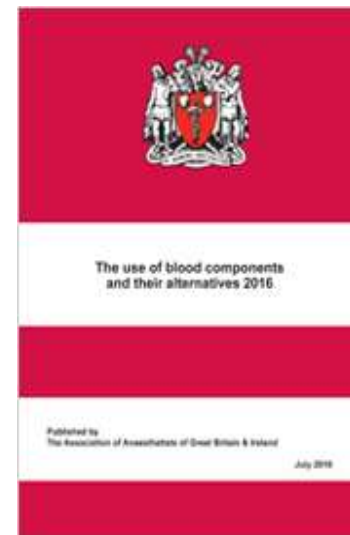 The use of blood components
and their alternatives 2016
Published by
The Association of Anaesthetists of Great Britain & Ireland
July 2016